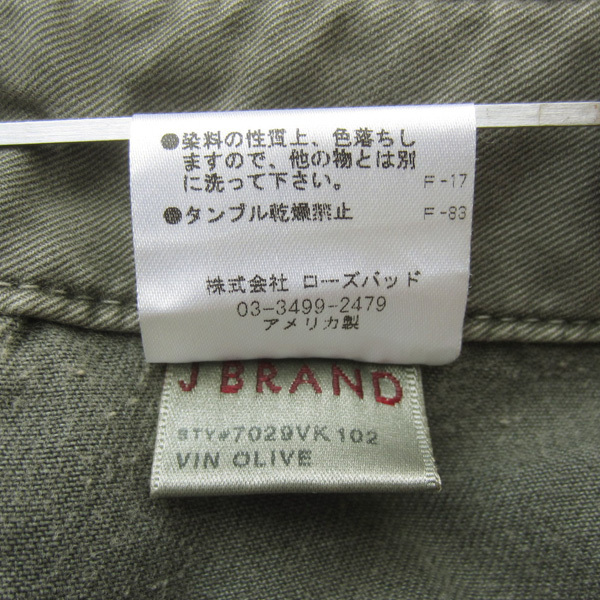 ●染料の性質上、色落ちし
ますので、他の物とは別
に洗って下さい。 F-17
●タンブル乾燥禁止 F-83
株式会社 ローズバッド
03-3499-2479
アメリカ製
J BRAND
STY#7029VK102
VIN OLIVE